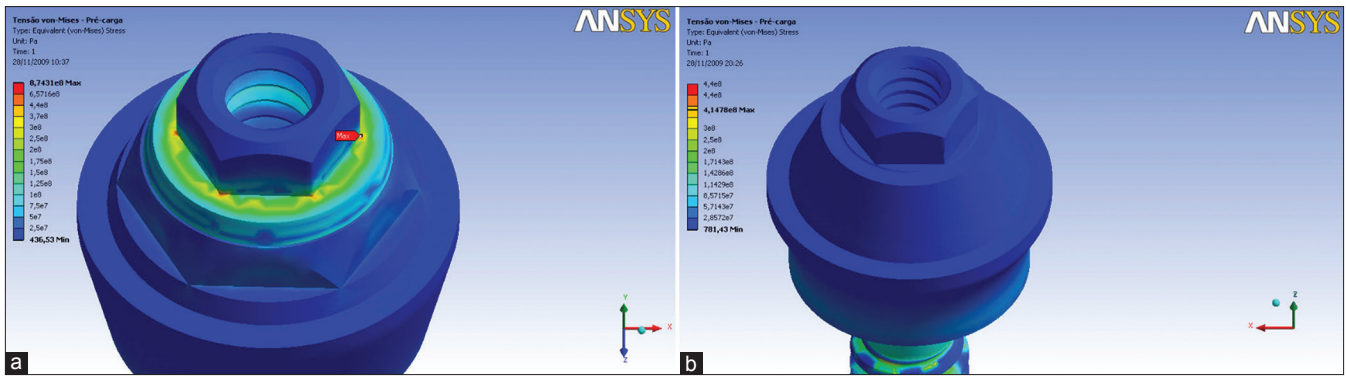 Tensão von-Mises - Pré-carga
Type: Equivalent (von-Mises) Stress
Unit: Pa
Time: 1
28/11/2009 10:37
8,7431e8 Max
6,5716e8
4,4e8
3,7e8
3e8
2,5e8
2e8
1,75e8
1,5e8
1,25e8
1e8
7,5e7
5e7
2,5e7
436,53 Min
ANSYS
Max
Y
X
Z
a
Tensão von-Mises - Pré-carga
Type: Equivalent (von-Mises) Stress
Unit: Pa
Time: 1
28/11/2009 20:26
4,4e8
4,4e8
4,1478e8 Max
3e8
2,5e8
2e8
1,7143e8
1,4286e8
1,1429e8
8,5715e7
5,7143e7
2,8572e7
781,43 Min
ANSYS
Z
X
b